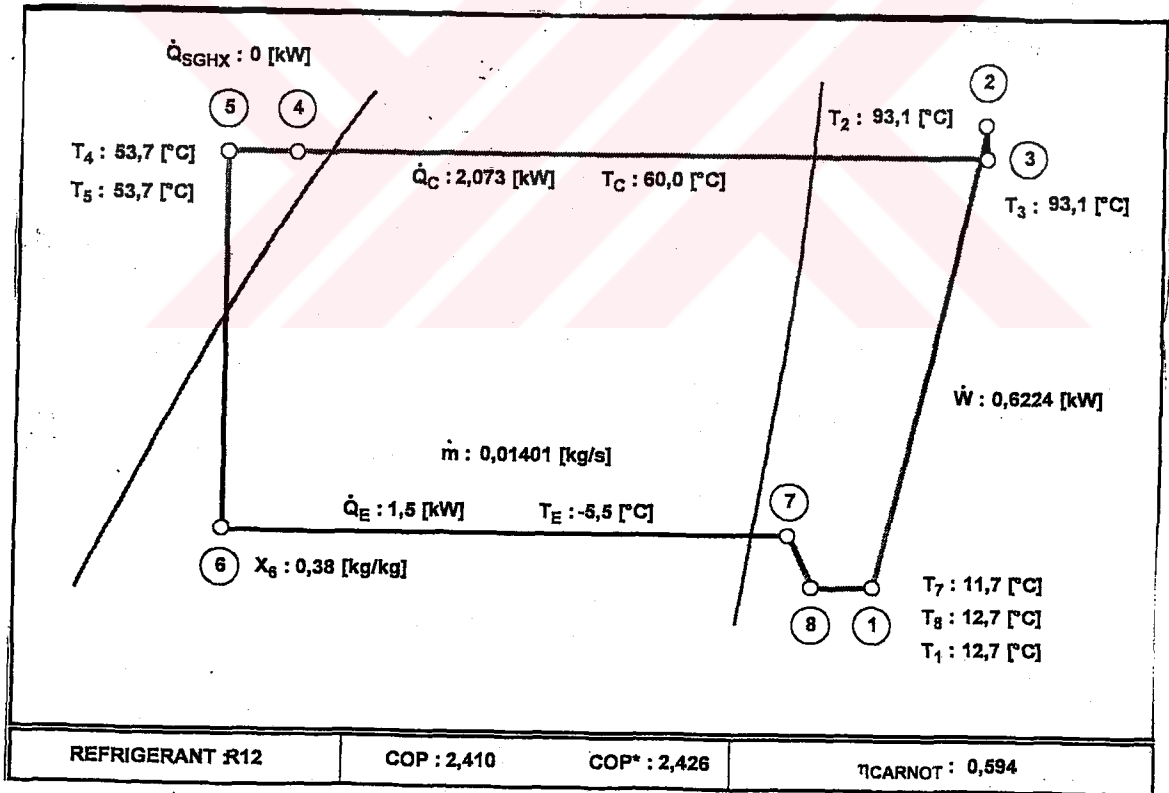 Q̇SGHX : 0 [kW]
5
4
2
T4 : 53,7 [°C]
T2 : 93,1 [°C]
3
T5 : 53,7 [°C]
Q̇C : 2,073 [kW] TC : 60,0 [°C]
T3 : 93,1 [°C]
Ẇ : 0,6224 [kW]
ṁ : 0,01401 [kg/s]
Q̇E : 1,5 [kW] TE : -5,5 [°C]
7
6
X6 : 0,38 [kg/kg]
8
1
T7 : 11,7 [°C]
T8 : 12,7 [°C]
T1 : 12,7 [°C]
REFRIGERANT :R12
COP : 2,410
COP* : 2,426
ηCARNOT : 0,594